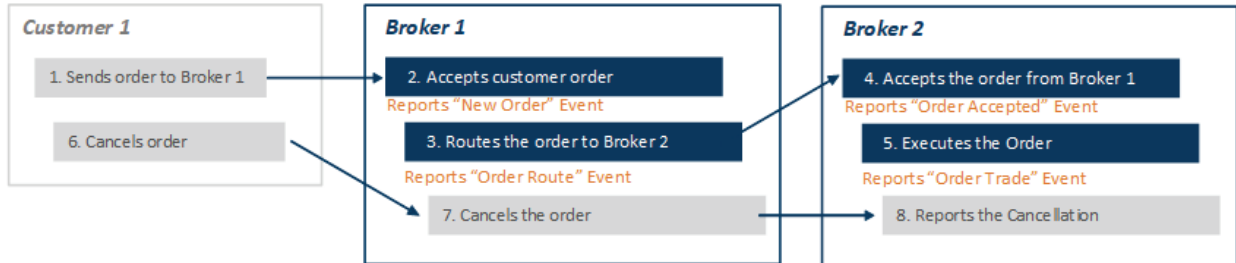 Customer 1
1. Sends order to Broker 1
6. Cancels order
Broker 1
2. Accepts customer order
Reports “New Order” Event
3. Routes the order to Broker 2
Reports “Order Route” Event
7. Cancels the order
Broker 2
4. Accepts the order from Broker 1
Reports “Order Accepted” Event
5. Executes the Order
Reports “Order Trade” Event
8. Reports the Cancellation